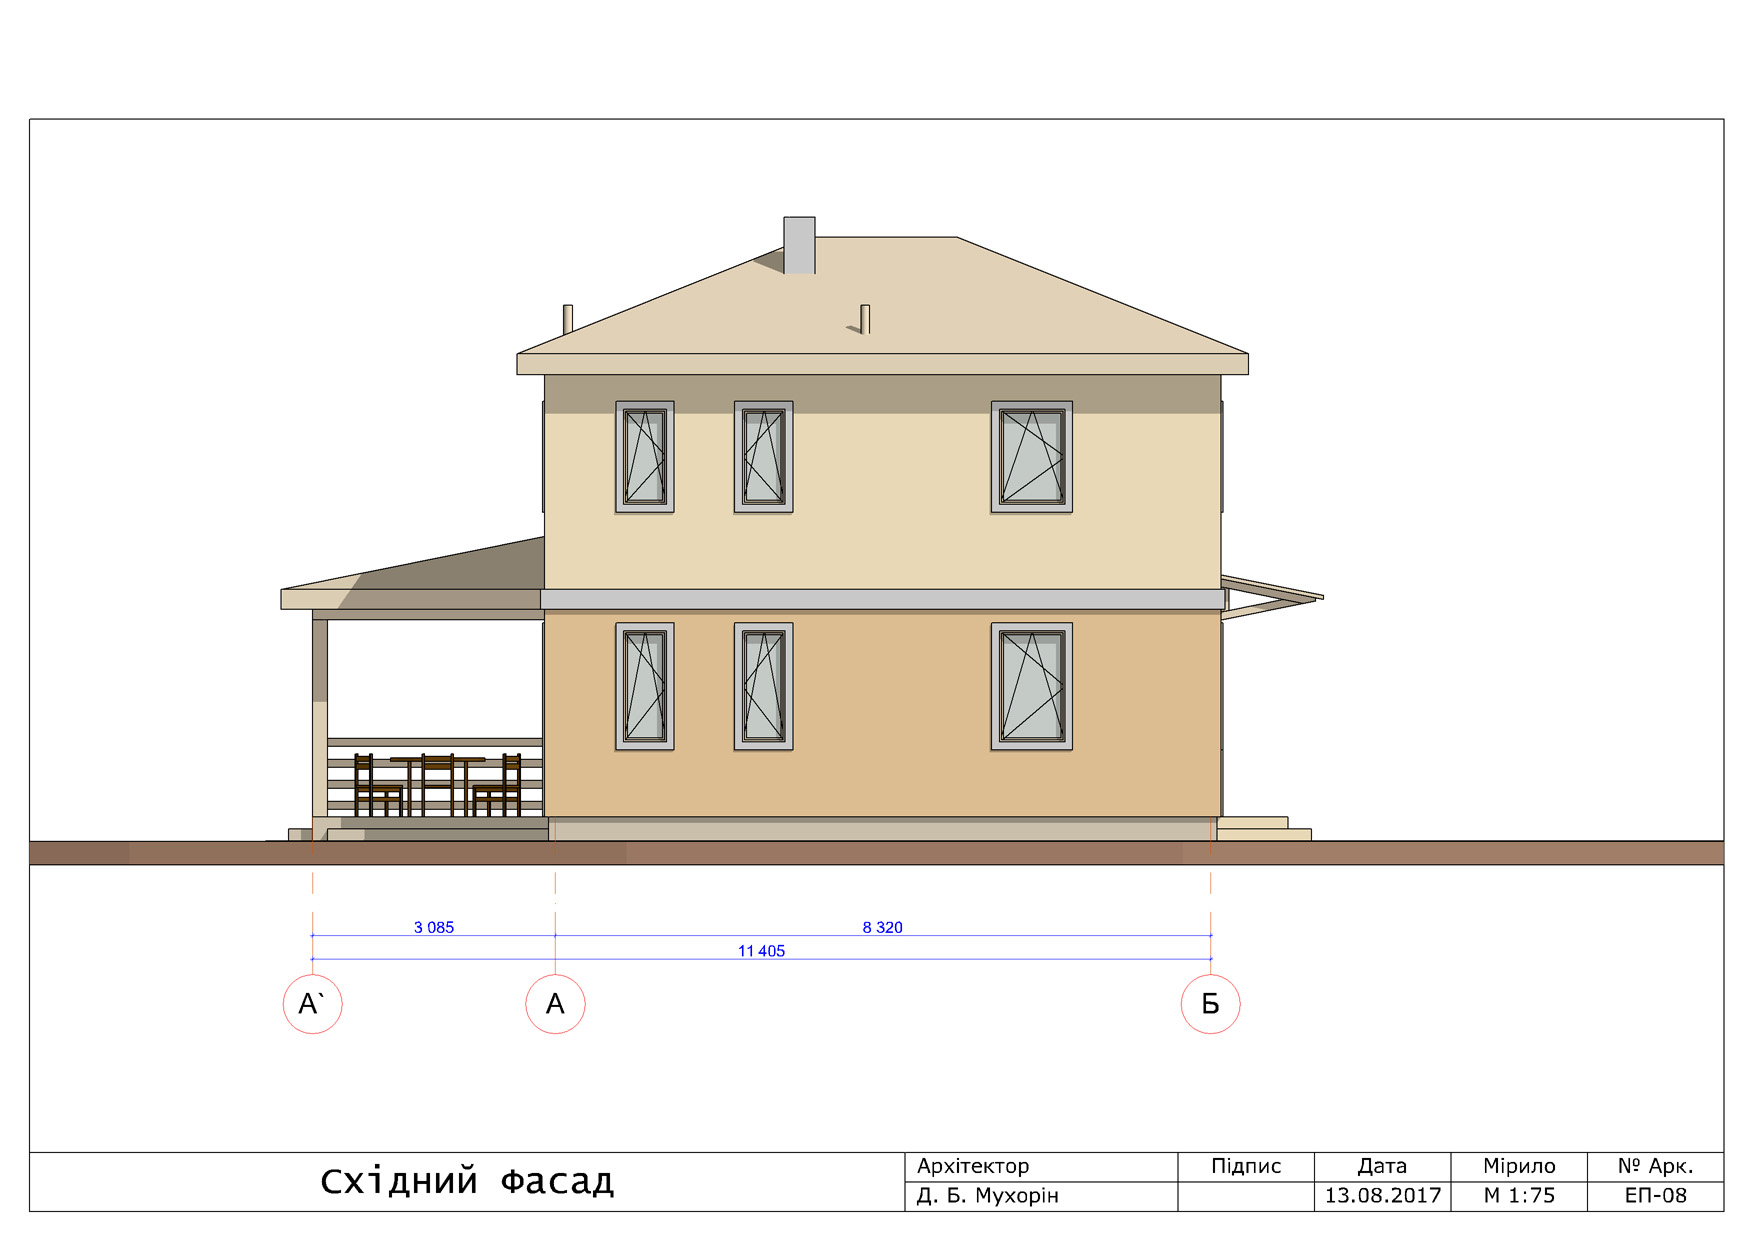 3 085
8 320
11 405
А`
А
Б
Східний Фасад
Архітектор
Підпис
Дата
Мірило
№ Арк.
Д. Б. Мухорін
13.08.2017
М 1:75
ЕП-08